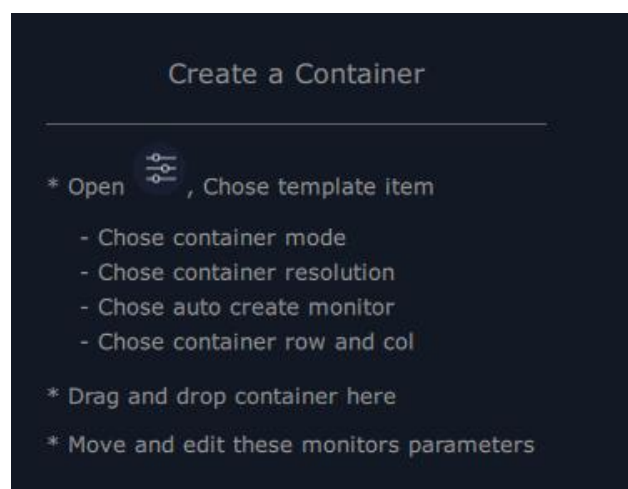 Create a Container
* Open , Chose template item
- Chose container mode
- Chose container resolution
- Chose auto create monitor
- Chose container row and col
* Drag and drop container here
* Move and edit these monitors parameters